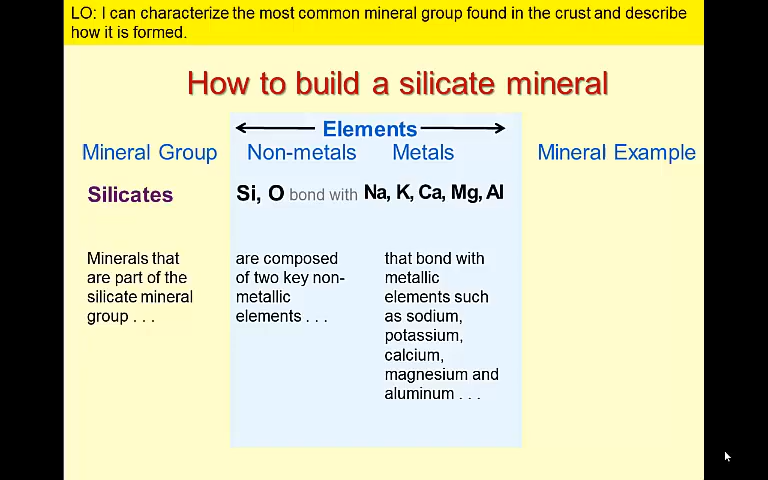 LO: I can characterize the most common mineral group found in the crust and describe
how it is formed.
How to build a silicate mineral
Elements
Mineral Group Non-metals Metals Mineral Example
Silicates Si, O bond with Na, K, Ca, Mg, Al
Minerals that
are part of the
silicate mineral
group . . .
are composed
of two key non-
metallic
elements . . .
that bond with
metallic
elements such
as sodium,
potassium,
calcium,
magnesium and
aluminum . . .